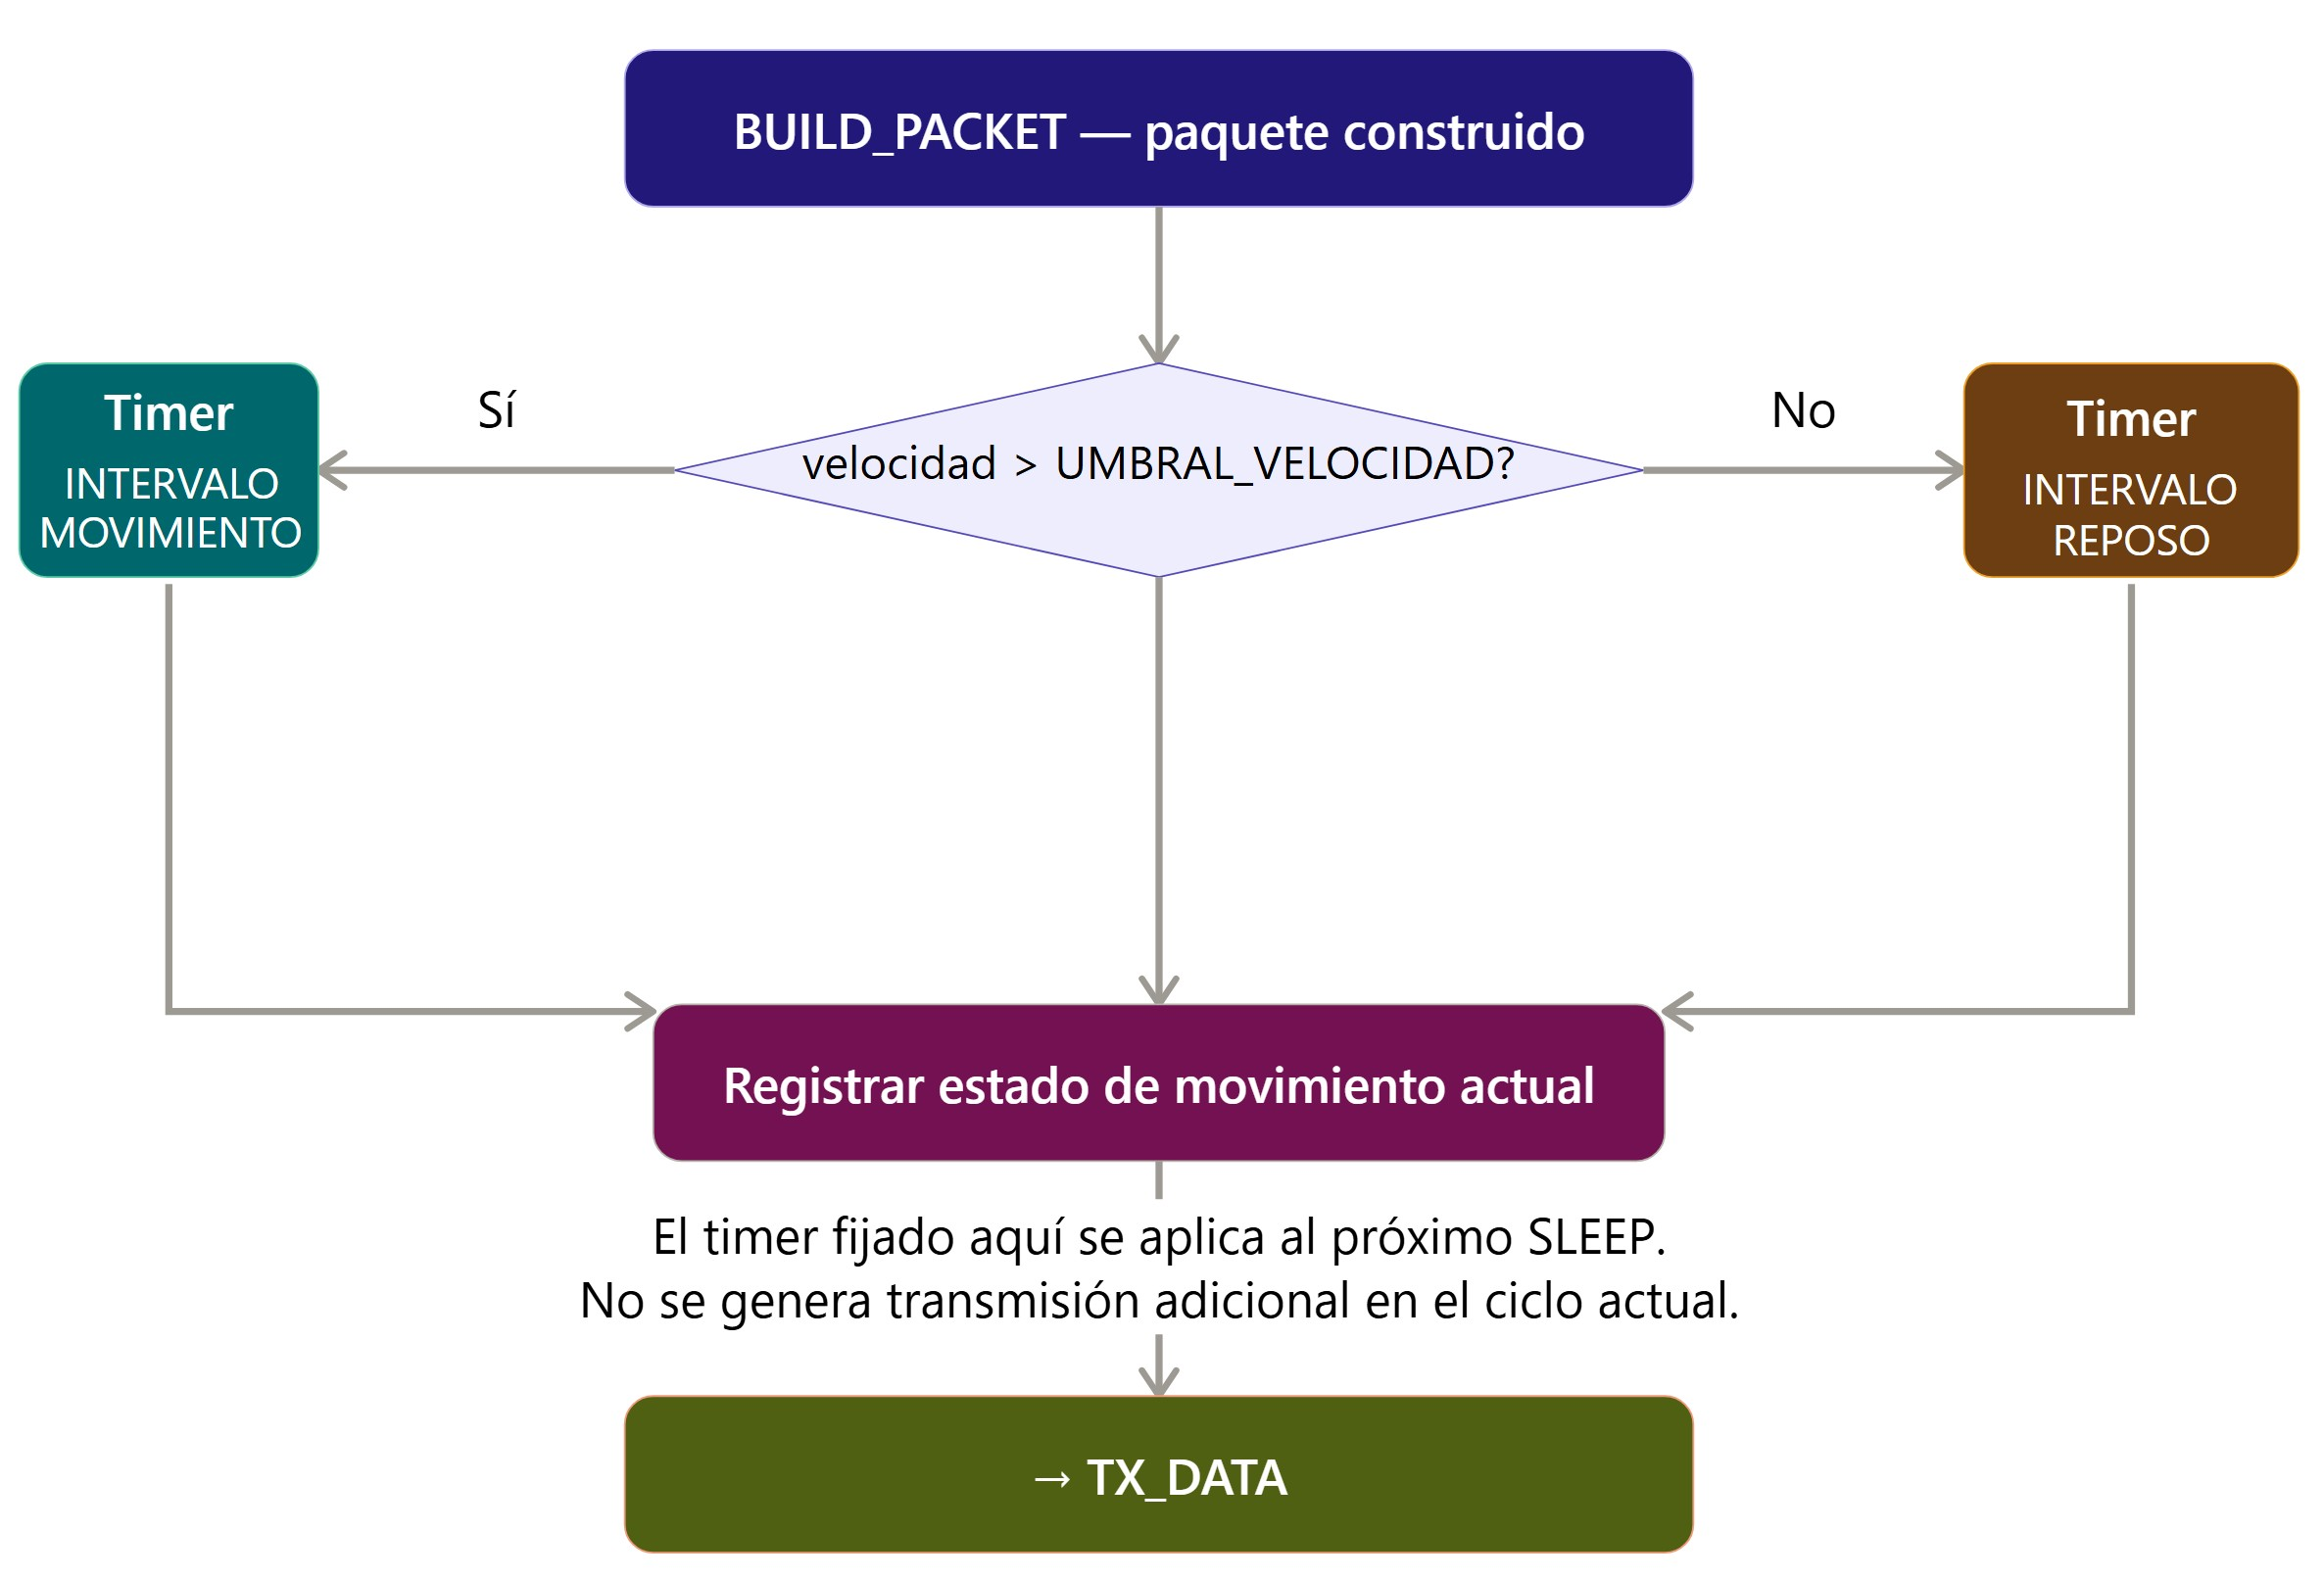 BUILD_PACKET — paquete construido
Sí
No
Timer
INTERVALO
MOVIMIENTO
velocidad > UMBRAL_VELOCIDAD?
Timer
INTERVALO
REPOSO
Registrar estado de movimiento actual
El timer fijado aquí se aplica al próximo SLEEP.
No se genera transmisión adicional en el ciclo actual.
→ TX_DATA